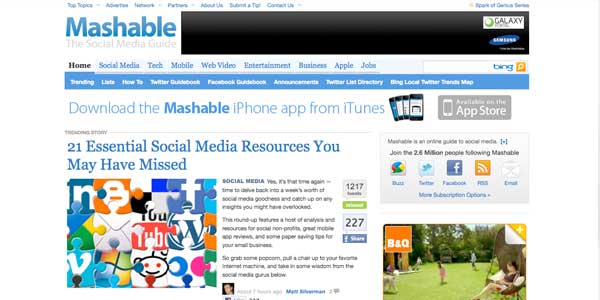 Top Topics Advertise Network Partners About Us Submit a Tip! Contact Us Spark of Genius Series
Mashable
The Social Media Guide
GALAXY
SAMSUNG
Home Social Media Tech Mobile Web Video Entertainment Business Apple Jobs
bing
Trending Lists How To Twitter Guidebook Facebook Guidebook Announcements Twitter List Directory Bing Local Twitter Trends Map
Download the Mashable iPhone app from iTunes
Available on the
App Store
TRENDING STORY
21 Essential Social Media Resources You
May Have Missed
SOCIAL MEDIA Yes, it's that time again —
time to delve back into a week's worth of
social media goodness and catch up on any
insights you might have overlooked.
This round-up features a host of analysis and
resources for social non-profits, great mobile
app reviews, and some paper saving tips for
your small business.
So grab some popcorn, pull a chair up to your favorite
Internet machine, and take in some wisdom from the
social media gurus below.
About 7 hours ago Matt Silverman 2
1217
tweets
227
Share
You
Mashable is an online guide to social media. [+]
Join the 2.6 Million people following Mashable
Buzz Twitter Facebook RSS Email
More Subscription Options
B&Q